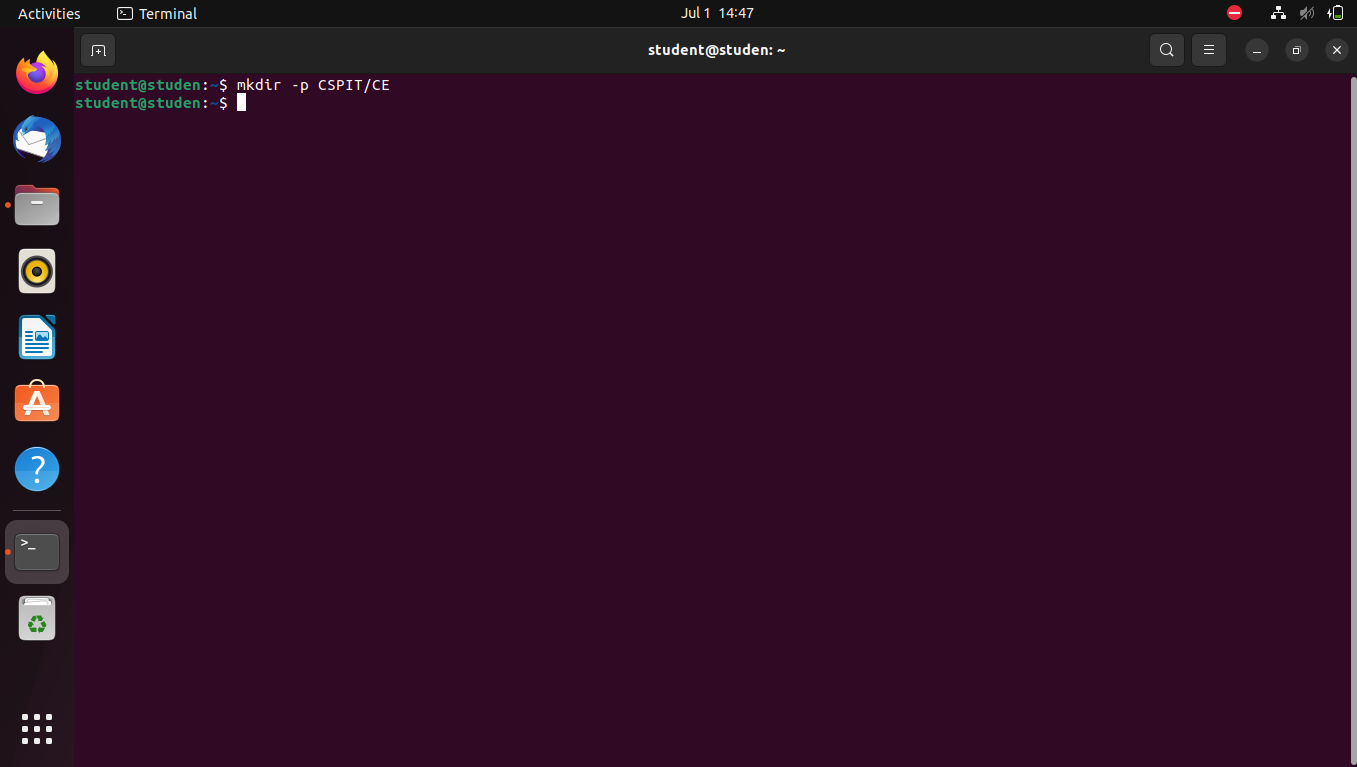 Activities
Terminal
Jul 1 14:47
student@studen: ~
student@studen:~$ mkdir -p CSPIT/CE
student@studen:~$